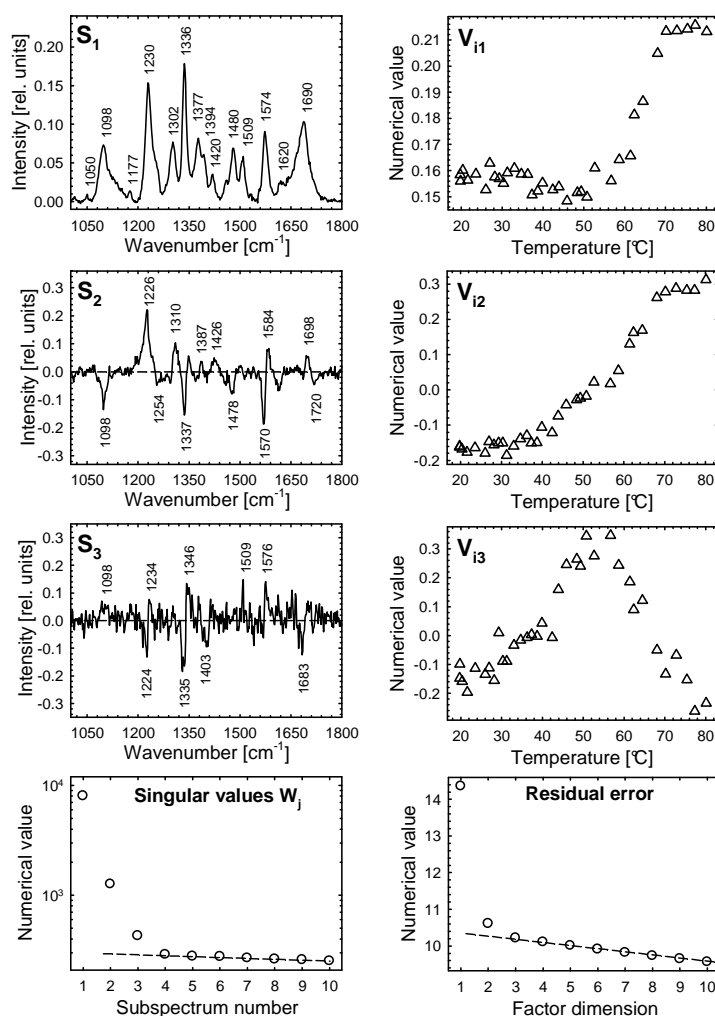 S1
Intensity [rel. units]
0.20
0.15
0.10
0.05
0.00
1050
1098
1177
1230
1302
1336
1377
1394
1420
1480
1509
1574
1620
1690
1050 1200 1350 1500 1650 1800
Wavenumber [cm-1]
Vi1
Numerical value
0.21
0.20
0.19
0.18
0.17
0.16
0.15
20 30 40 50 60 70 80
Temperature [°C]
S2
Intensity [rel. units]
0.3
0.2
0.1
0.0
-0.1
-0.2
-0.3
1226
1310
1387
1426
1584
1698
1098
1254
1337
1478
1570
1720
1050 1200 1350 1500 1650 1800
Wavenumber [cm-1]
Vi2
Numerical value
0.3
0.2
0.1
0.0
-0.1
-0.2
20 30 40 50 60 70 80
Temperature [°C]
S3
Intensity [rel. units]
0.3
0.2
0.1
0.0
-0.1
-0.2
-0.3
1098
1234
1346
1509
1576
1224
1335
1403
1683
1050 1200 1350 1500 1650 1800
Wavenumber [cm-1]
Vi3
Numerical value
0.3
0.2
0.1
0.0
-0.1
-0.2
20 30 40 50 60 70 80
Temperature [°C]
Singular values Wj
Numerical value
10^4
10^3
1 2 3 4 5 6 7 8 9 10
Subspectrum number
Residual error
Numerical value
14
13
12
11
10
1 2 3 4 5 6 7 8 9 10
Factor dimension